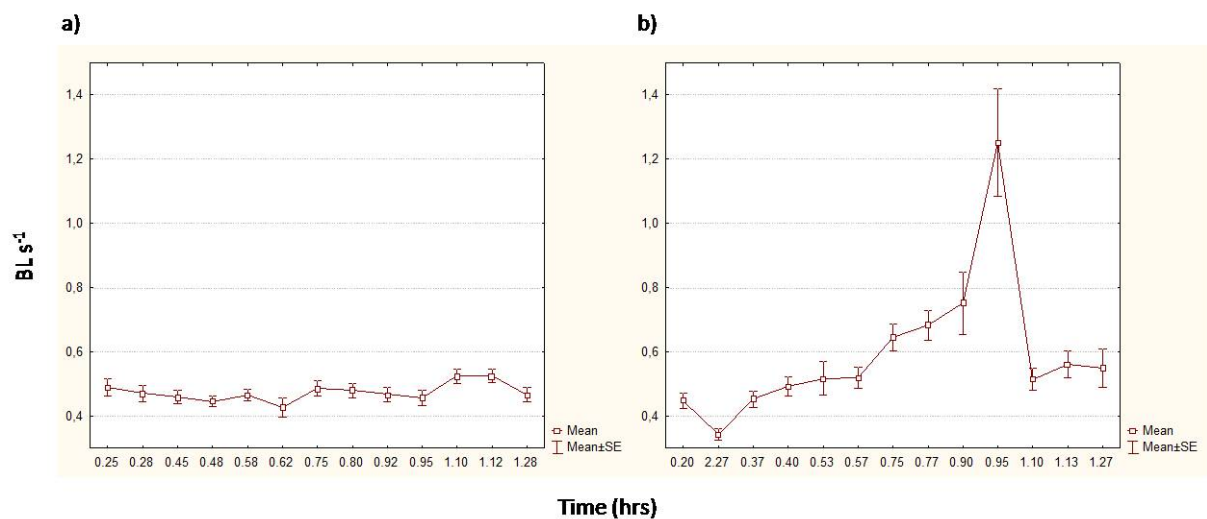 a)
1,4
1,2
1,0
0,8
0,6
0,4
0.25 0.28 0.45 0.48 0.58 0.62 0.75 0.80 0.92 0.95 1.10 1.12 1.28
Mean
Mean±SE
b)
1,4
1,2
1,0
0,8
0,6
0,4
0.20 2.27 0.37 0.40 0.53 0.57 0.75 0.77 0.90 0.95 1.10 1.13 1.27
Mean
Mean±SE
BL s⁻¹
Time (hrs)